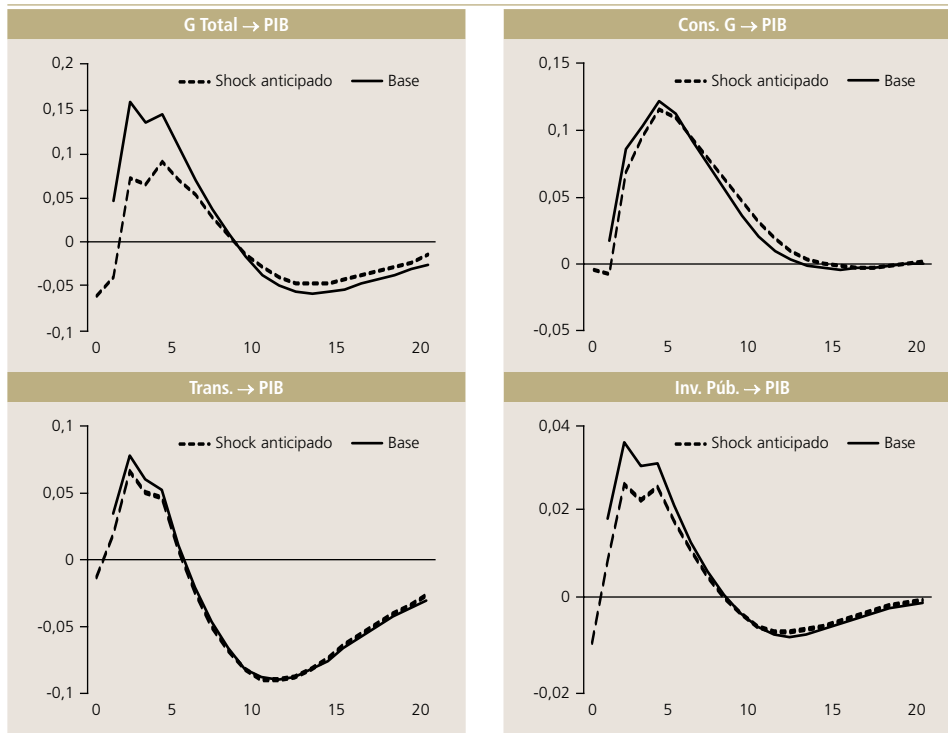 G Total → PIB
Shock anticipado Base
0,2
0,15
0,1
0,05
0
-0,05
-0,1
0 5 10 15 20
Cons. G → PIB
Shock anticipado Base
0,15
0,1
0,05
0
-0,05
0 5 10 15 20
Trans. → PIB
Shock anticipado Base
0,1
0,05
0
-0,05
-0,1
0 5 10 15 20
Inv. Púb. → PIB
Shock anticipado Base
0,04
0,02
0
-0,02
0 5 10 15 20